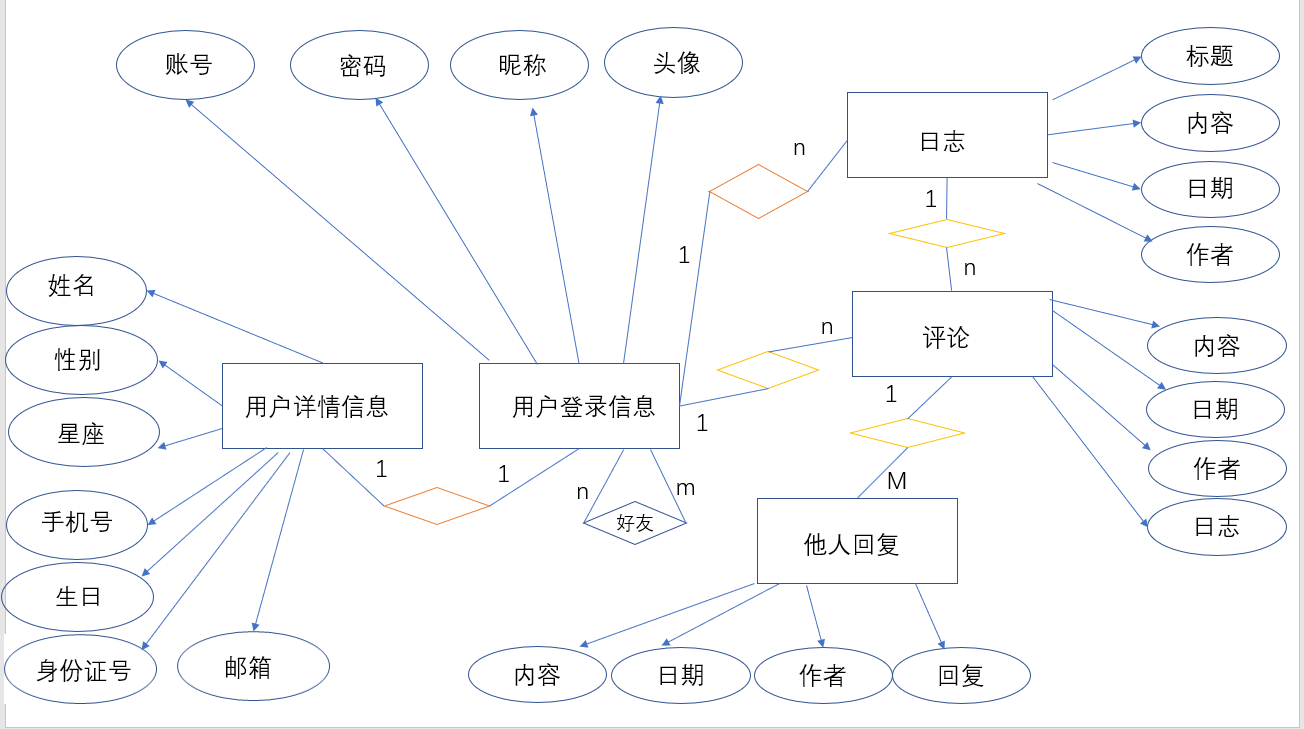 账号
密码
昵称
头像
标题
内容
日期
作者
日志
n
1
1
n
姓名
性别
星座
手机号
生日
身份证号
邮箱
用户详情信息
用户登录信息
评论
n
1
内容
日期
作者
日志
1
1
n
m
好友
1
M
他人回复
内容
日期
作者
回复